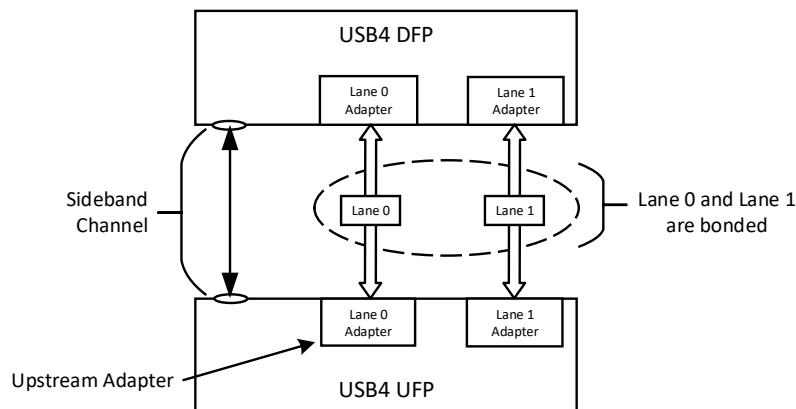 USB4 DFP
Lane 0
Adapter
Lane 1
Adapter
Sideband
Channel
Lane 0
Lane 1
Lane 0 and Lane 1
are bonded
Lane 0
Adapter
Lane 1
Adapter
Upstream Adapter
USB4 UFP